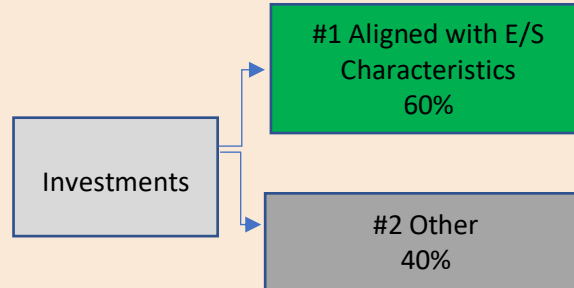 #1 Aligned with E/S
Characteristics
60%
Investments
#2 Other
40%